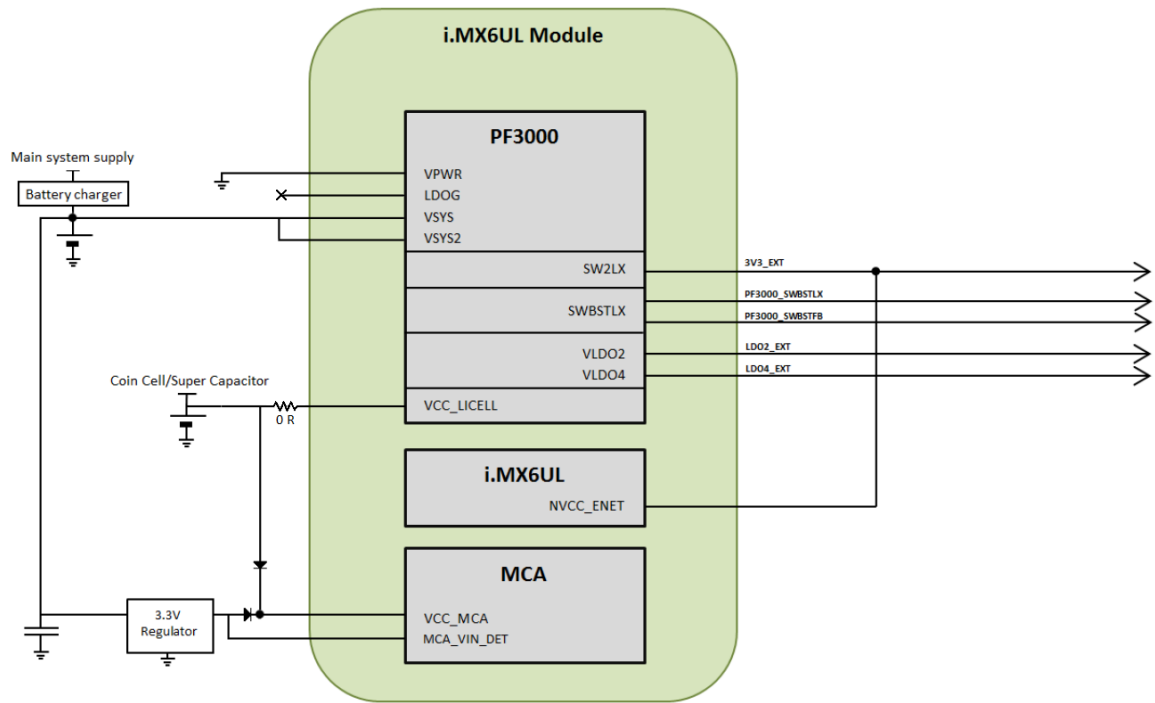 i.MX6UL Module
PF3000
Main system supply
Battery charger
VPWR
LDOG
VSYS
VSYS2
SW2LX
3V3_EXT
SWBSTLX
PF3000_SWBSTLX
PF3000_SWBSTFB
VLDO2
LDO2_EXT
VLDO4
LDO4_EXT
Coin Cell/Super Capacitor
0 R
VCC_LICELL
i.MX6UL
NVCC_ENET
MCA
3.3V
Regulator
VCC_MCA
MCA_VIN_DET